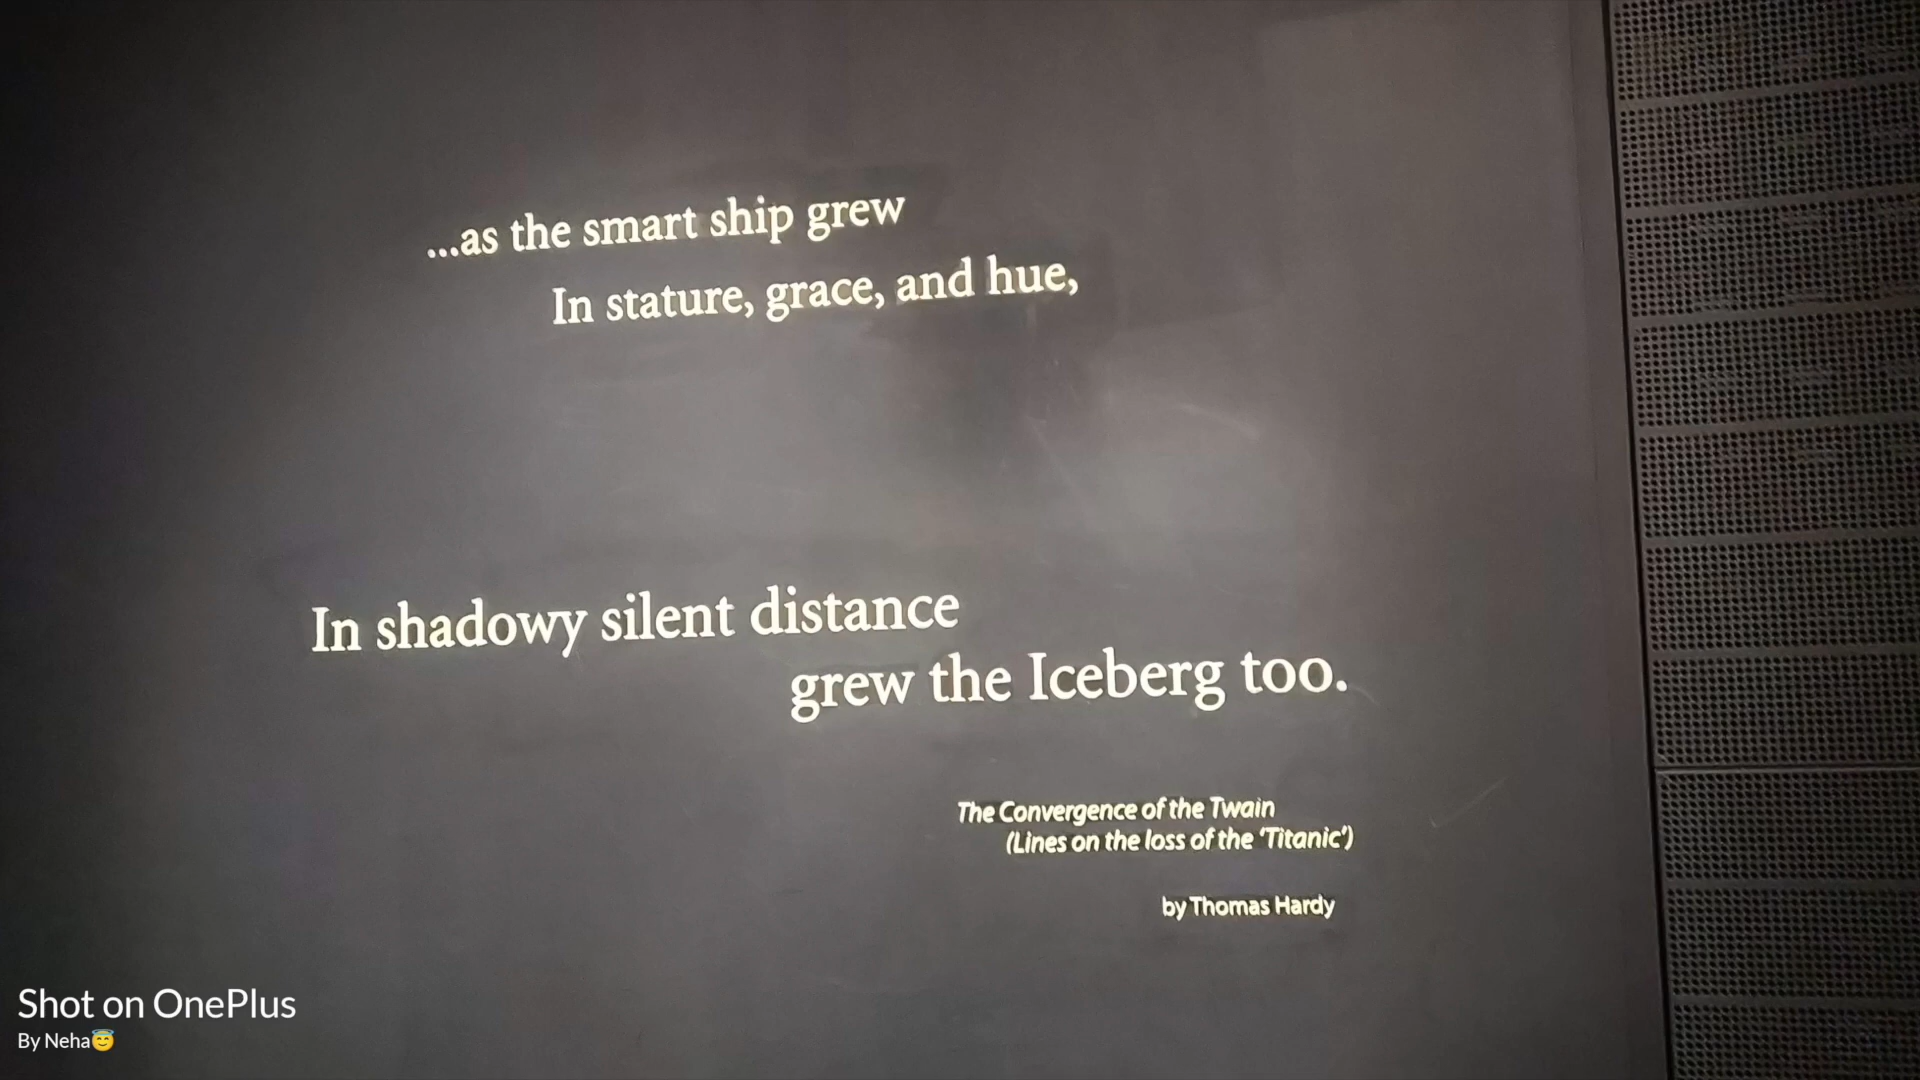 ...as the smart ship grew
In stature, grace, and hue,
In shadowy silent distance
grew the Iceberg too.
The Convergence of the Twain
(Lines on the loss of the ‘Titanic’)
by Thomas Hardy
Shot on OnePlus
By Neha😇